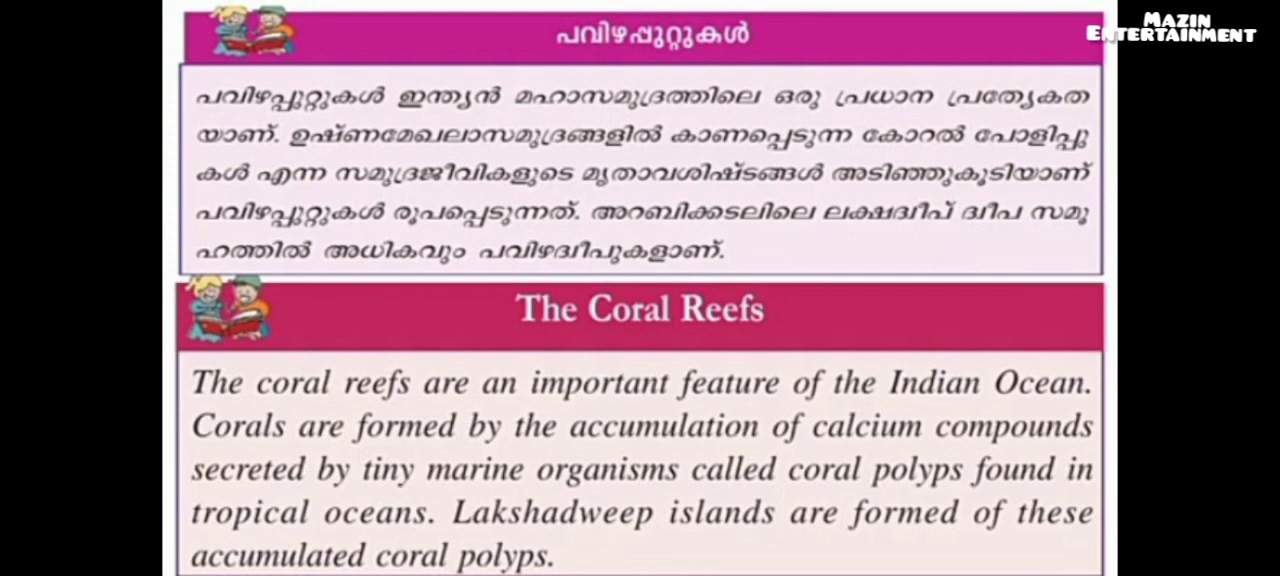 പവിഴപ്പുറ്റുകൾ
MAZIN
ENTERTAINMENT
പവിഴപ്പുറ്റുകൾ ഇന്ത്യൻ മഹാസമുദ്രത്തിലെ ഒരു പ്രധാന പ്രത്യേകത
യാണ്. ഉഷ്ണമേഖലാസമുദ്രങ്ങളിൽ കാണപ്പെടുന്ന കോറൽ പോളിപ്പു
കൾ എന്ന സമുദ്രജീവികളുടെ മൃതാവശിഷ്ടങ്ങൾ അടിഞ്ഞുകൂടിയാണ്
പവിഴപ്പുറ്റുകൾ രൂപപ്പെടുന്നത്. അറബിക്കടലിലെ ലക്ഷദ്വീപ് ദ്വീപ സമൂ
ഹത്തിൽ അധികവും പവിഴദ്വീപുകളാണ്.
The Coral Reefs
The coral reefs are an important feature of the Indian Ocean.
Corals are formed by the accumulation of calcium compounds
secreted by tiny marine organisms called coral polyps found in
tropical oceans. Lakshadweep islands are formed of these
accumulated coral polyps.